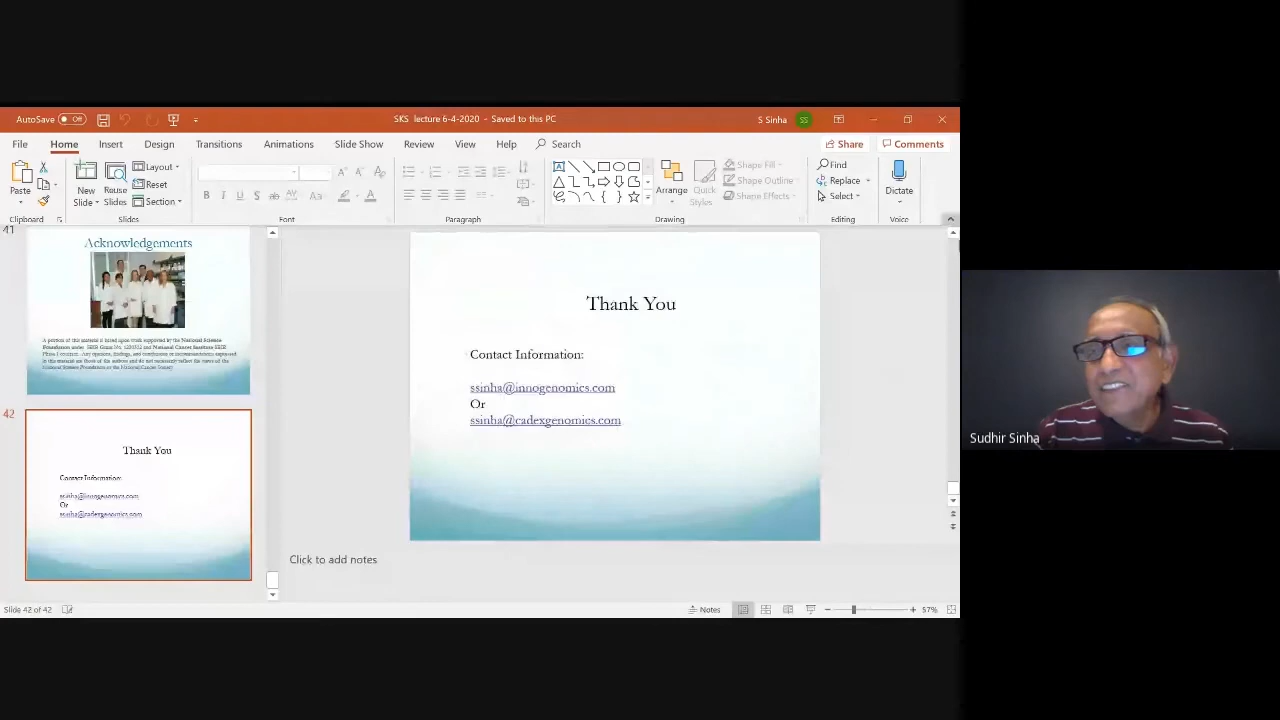 AutoSave Off
SKS lecture 6-4-2020 - Saved to this PC
S Sinha
SS
File Home Insert Design Transitions Animations Slide Show Review View Help Search
Share Comments
Paste
New Slide
Reuse Slides
Layout
Reset
Section
Arrange
Quick Styles
Shape Fill
Shape Outline
Shape Effects
Find
Replace
Select
Dictate
Clipboard Slides Font Paragraph Drawing Editing Voice
41
Acknowledgements
42
Thank You
Contact Information:
ssinha@innogenomics.com
Or
ssinha@cadexgenomics.com
Thank You
Contact Information:
ssinha@innogenomics.com
Or
ssinha@cadexgenomics.com
Click to add notes
Slide 42 of 42
Notes
57%
Sudhir Sinha